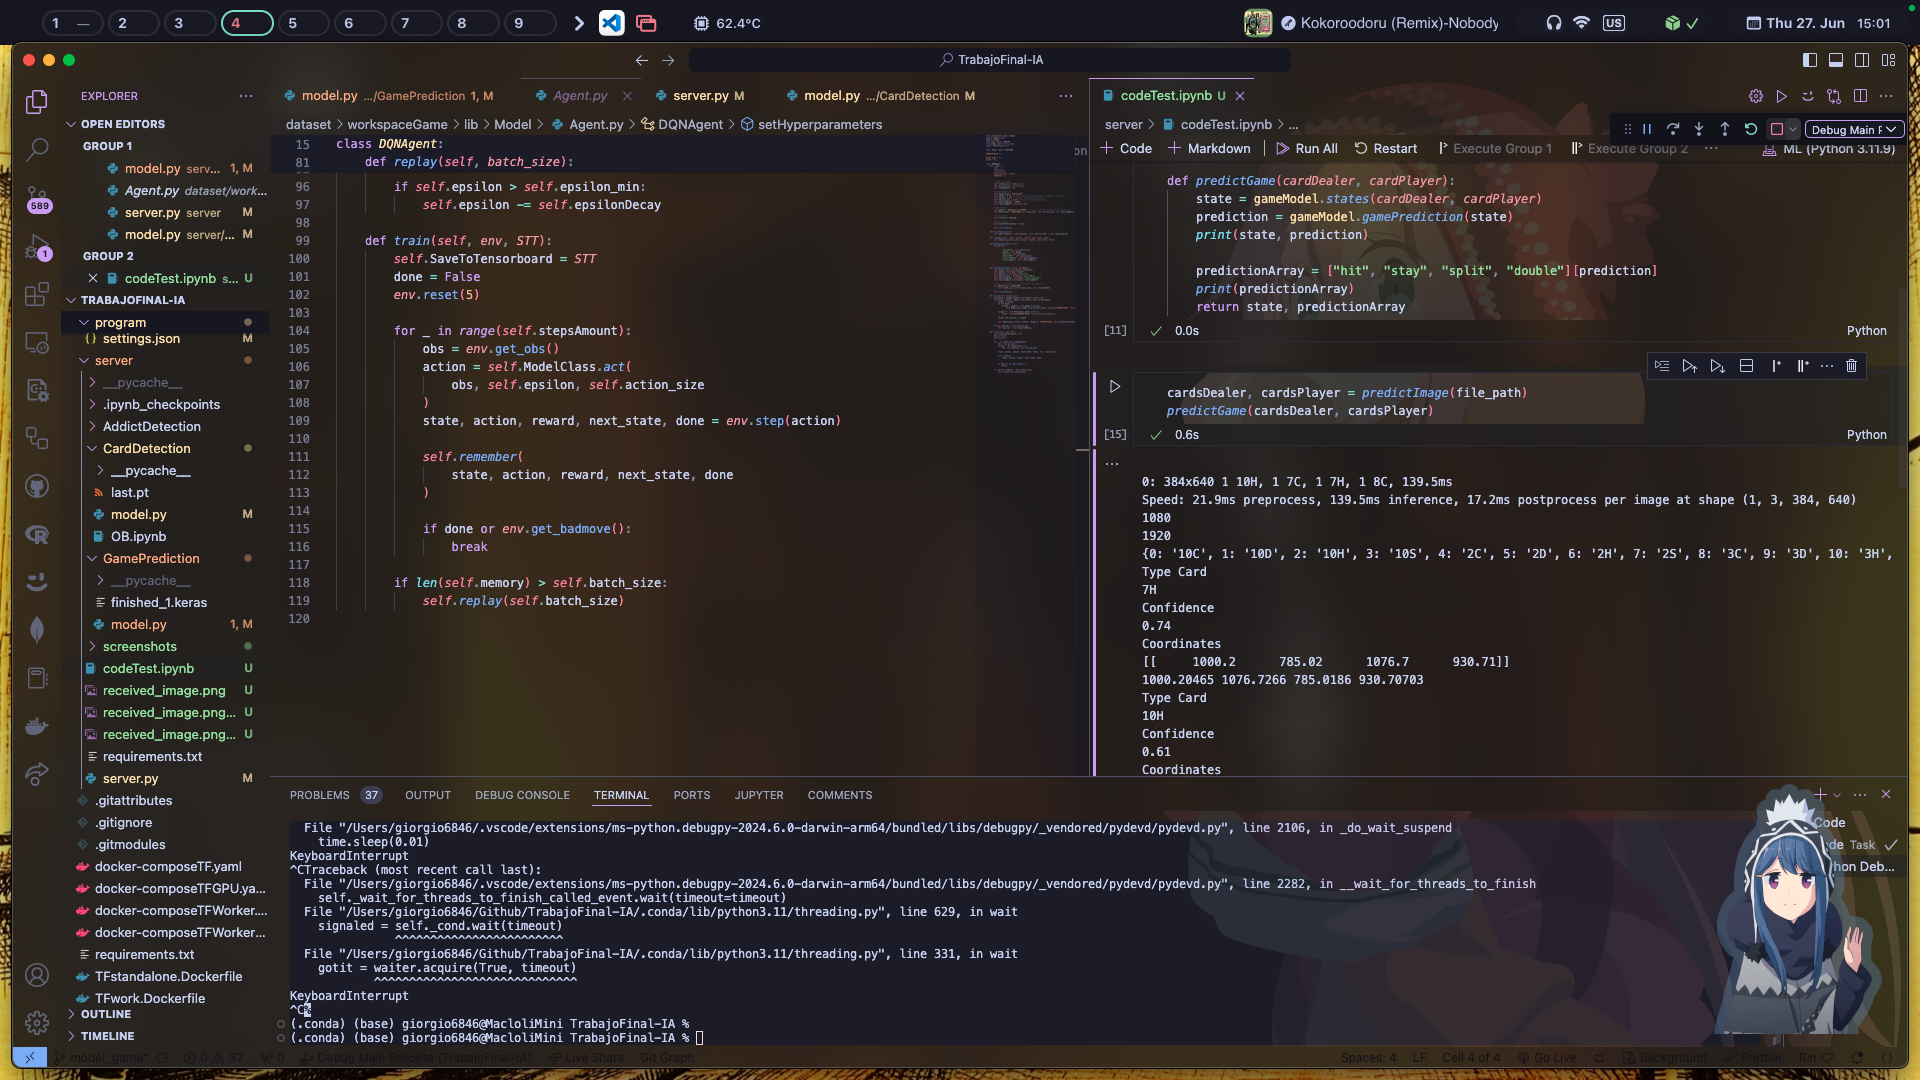 1 — 2 3 4 5 6 7 8 9 62.4°C Kokoroodoru (Remix)-Nobody US Thu 27. Jun 15:01
TrabajoFinal-IA
EXPLORER
OPEN EDITORS
GROUP 1
model.py serv... 1, M
Agent.py dataset/work...
server.py server M
model.py server/... M
GROUP 2
codeTest.ipynb s... U
TRABAJOFINAL-IA
program
settings.json M
server
__pycache__
.ipynb_checkpoints
AddictDetection
CardDetection
__pycache__
last.pt
model.py M
OB.ipynb
GamePrediction
__pycache__
finished_1.keras
model.py 1, M
screenshots
codeTest.ipynb U
received_image.png U
received_image.png... U
received_image.png... U
requirements.txt
server.py M
.gitattributes
.gitignore
.gitmodules
docker-composeTF.yaml
docker-composeTFGPU.ya...
docker-composeTFWorker....
docker-composeTFWorker...
requirements.txt
TFstandalone.Dockerfile
TFwork.Dockerfile
OUTLINE
TIMELINE
589
1
model.py .../GamePrediction 1, M Agent.py server.py M model.py .../CardDetection M
dataset > workspaceGame > lib > Model > Agent.py > DQNAgent > setHyperparameters
15 class DQNAgent:
81 def replay(self, batch_size):
96 if self.epsilon > self.epsilon_min:
97 self.epsilon -= self.epsilonDecay
98
99 def train(self, env, STT):
100 self.SaveToTensorboard = STT
101 done = False
102 env.reset(5)
103
104 for _ in range(self.stepsAmount):
105 obs = env.get_obs()
106 action = self.ModelClass.act(
107 obs, self.epsilon, self.action_size
108 )
109 state, action, reward, next_state, done = env.step(action)
110
111 self.remember(
112 state, action, reward, next_state, done
113 )
114
115 if done or env.get_badmove():
116 break
117
118 if len(self.memory) > self.batch_size:
119 self.replay(self.batch_size)
120
codeTest.ipynb U
server > codeTest.ipynb > ...
Debug Main F
+ Code + Markdown Run All Restart Execute Group 1 Execute Group 2 ... ML (Python 3.11.9)
def predictGame(cardDealer, cardPlayer):
state = gameModel.states(cardDealer, cardPlayer)
prediction = gameModel.gamePrediction(state)
print(state, prediction)
predictionArray = ["hit", "stay", "split", "double"][prediction]
print(predictionArray)
return state, predictionArray
[11] 0.0s Python
cardsDealer, cardsPlayer = predictImage(file_path)
predictGame(cardsDealer, cardsPlayer)
[15] 0.6s Python
...
0: 384x640 1 10H, 1 7C, 1 7H, 1 8C, 139.5ms
Speed: 21.9ms preprocess, 139.5ms inference, 17.2ms postprocess per image at shape (1, 3, 384, 640)
1080
1920
{0: '10C', 1: '10D', 2: '10H', 3: '10S', 4: '2C', 5: '2D', 6: '2H', 7: '2S', 8: '3C', 9: '3D', 10: '3H',
Type Card
7H
Confidence
0.74
Coordinates
[[ 1000.2 785.02 1076.7 930.71]]
1000.20465 1076.7266 785.0186 930.70703
Type Card
10H
Confidence
0.61
Coordinates
PROBLEMS 37 OUTPUT DEBUG CONSOLE TERMINAL PORTS JUPYTER COMMENTS
File "/Users/giorgio6846/.vscode/extensions/ms-python.debugpy-2024.6.0-darwin-arm64/bundled/libs/debugpy/_vendored/pydevd/pydevd.py", line 2106, in _do_wait_suspend
time.sleep(0.01)
KeyboardInterrupt
^CTraceback (most recent call last):
File "/Users/giorgio6846/.vscode/extensions/ms-python.debugpy-2024.6.0-darwin-arm64/bundled/libs/debugpy/_vendored/pydevd/pydevd.py", line 2282, in __wait_for_threads_to_finish
self._wait_for_threads_to_finish_called_event.wait(timeout=timeout)
File "/Users/giorgio6846/Github/TrabajoFinal-IA/.conda/lib/python3.11/threading.py", line 629, in wait
signaled = self._cond.wait(timeout)
^^^^^^^^^^^^^^^^^^^^^^^^
File "/Users/giorgio6846/Github/TrabajoFinal-IA/.conda/lib/python3.11/threading.py", line 331, in wait
gotit = waiter.acquire(True, timeout)
^^^^^^^^^^^^^^^^^^^^^^^^^^^^^
KeyboardInterrupt
^C%
(.conda) (base) giorgio6846@MacloliMini TrabajoFinal-IA %
(.conda) (base) giorgio6846@MacloliMini TrabajoFinal-IA %
Code
de Task
hon Deb...
model_game* 0 37 0 Debug Main Process (TrabajoFinal-IA) Live Share Git Graph Spaces: 4 LF Cell 4 of 4 Go Live Background Prettier Rin